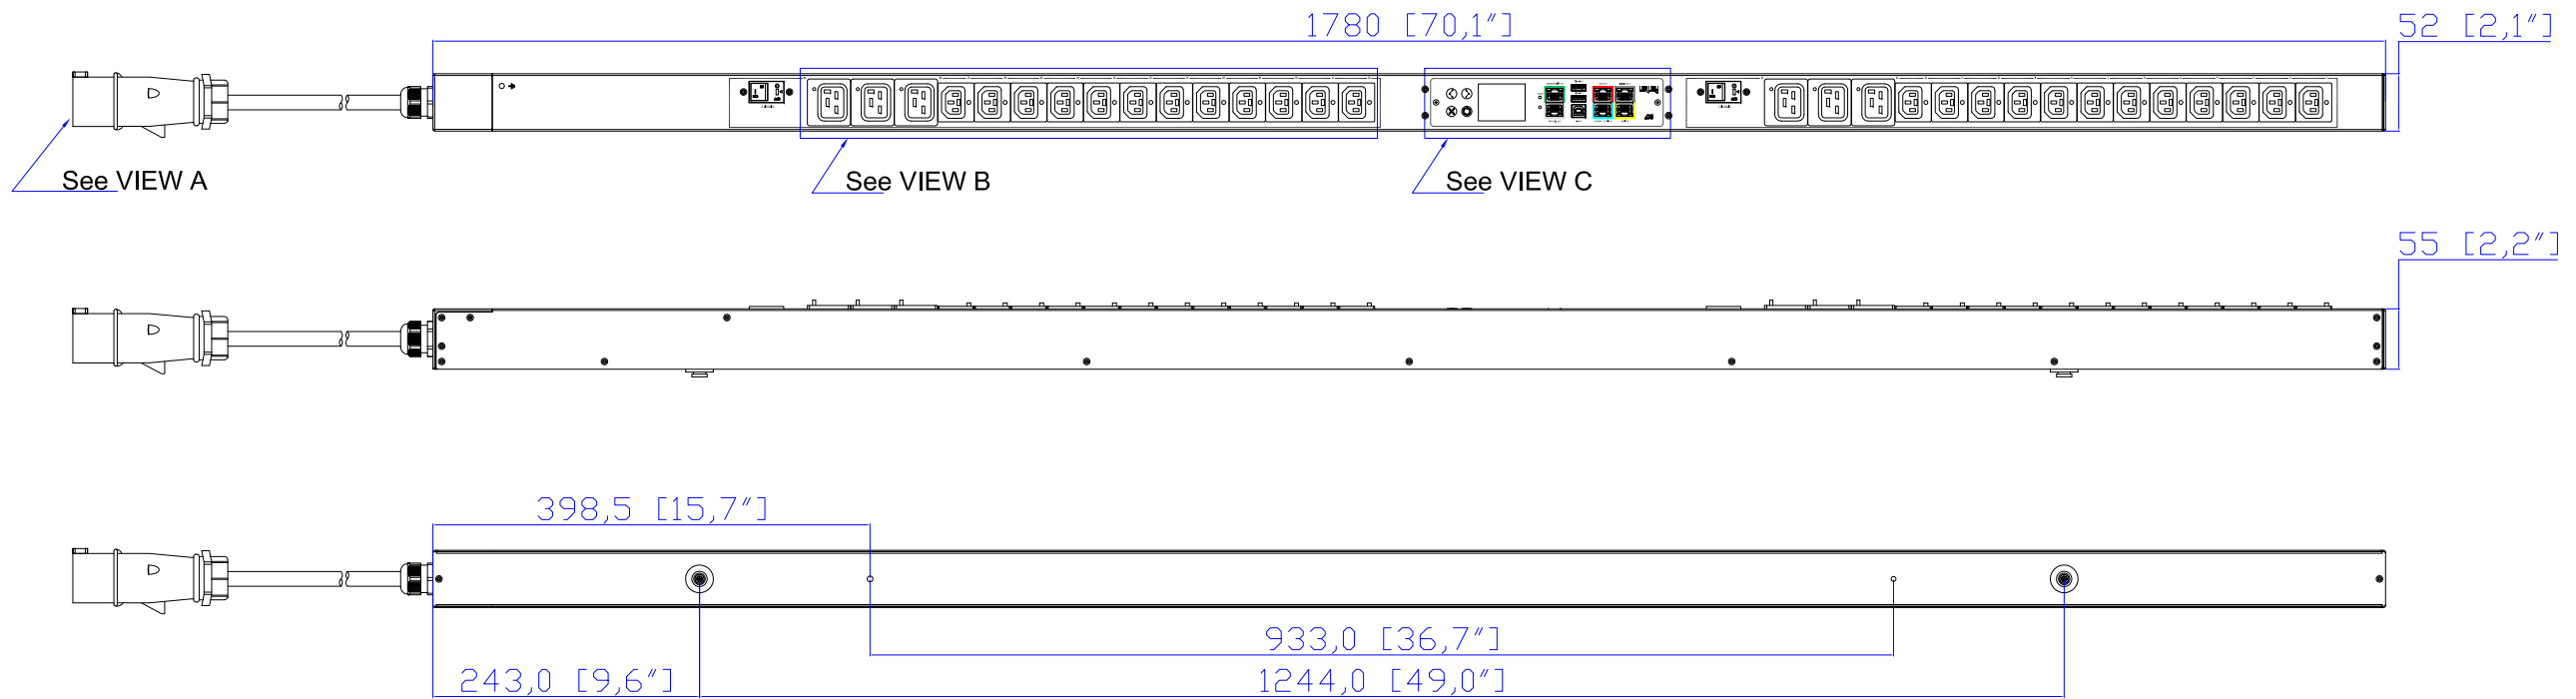 1780 [70,1″]
52 [2,1″]
See VIEW A
See VIEW B
See VIEW C
55 [2,2″]
398,5 [15,7″]
933,0 [36,7″]
243,0 [9,6″]
1244,0 [49,0″]